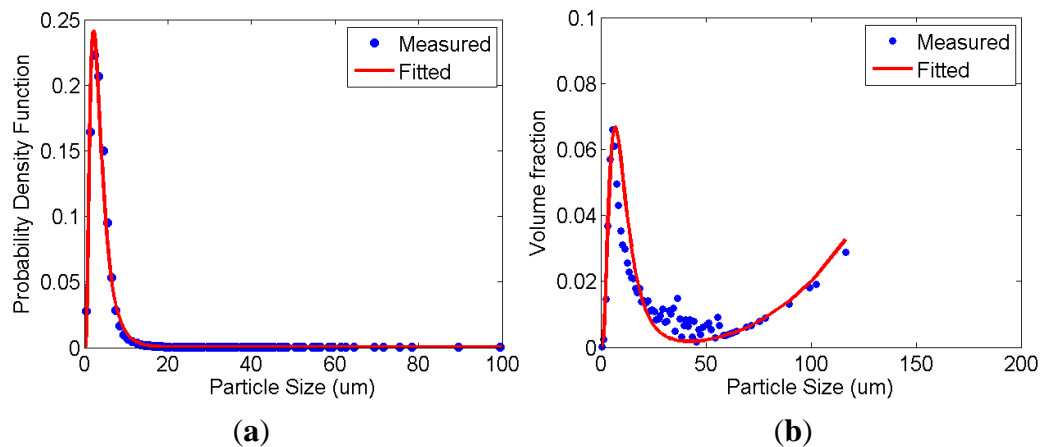 0.25
0.2
0.15
0.1
0.05
0
0 20 40 60 80 100
Probability Density Function
Particle Size (um)
Measured
Fitted
(a)
0.1
0.08
0.06
0.04
0.02
0
0 50 100 150 200
Volume fraction
Particle Size (um)
Measured
Fitted
(b)